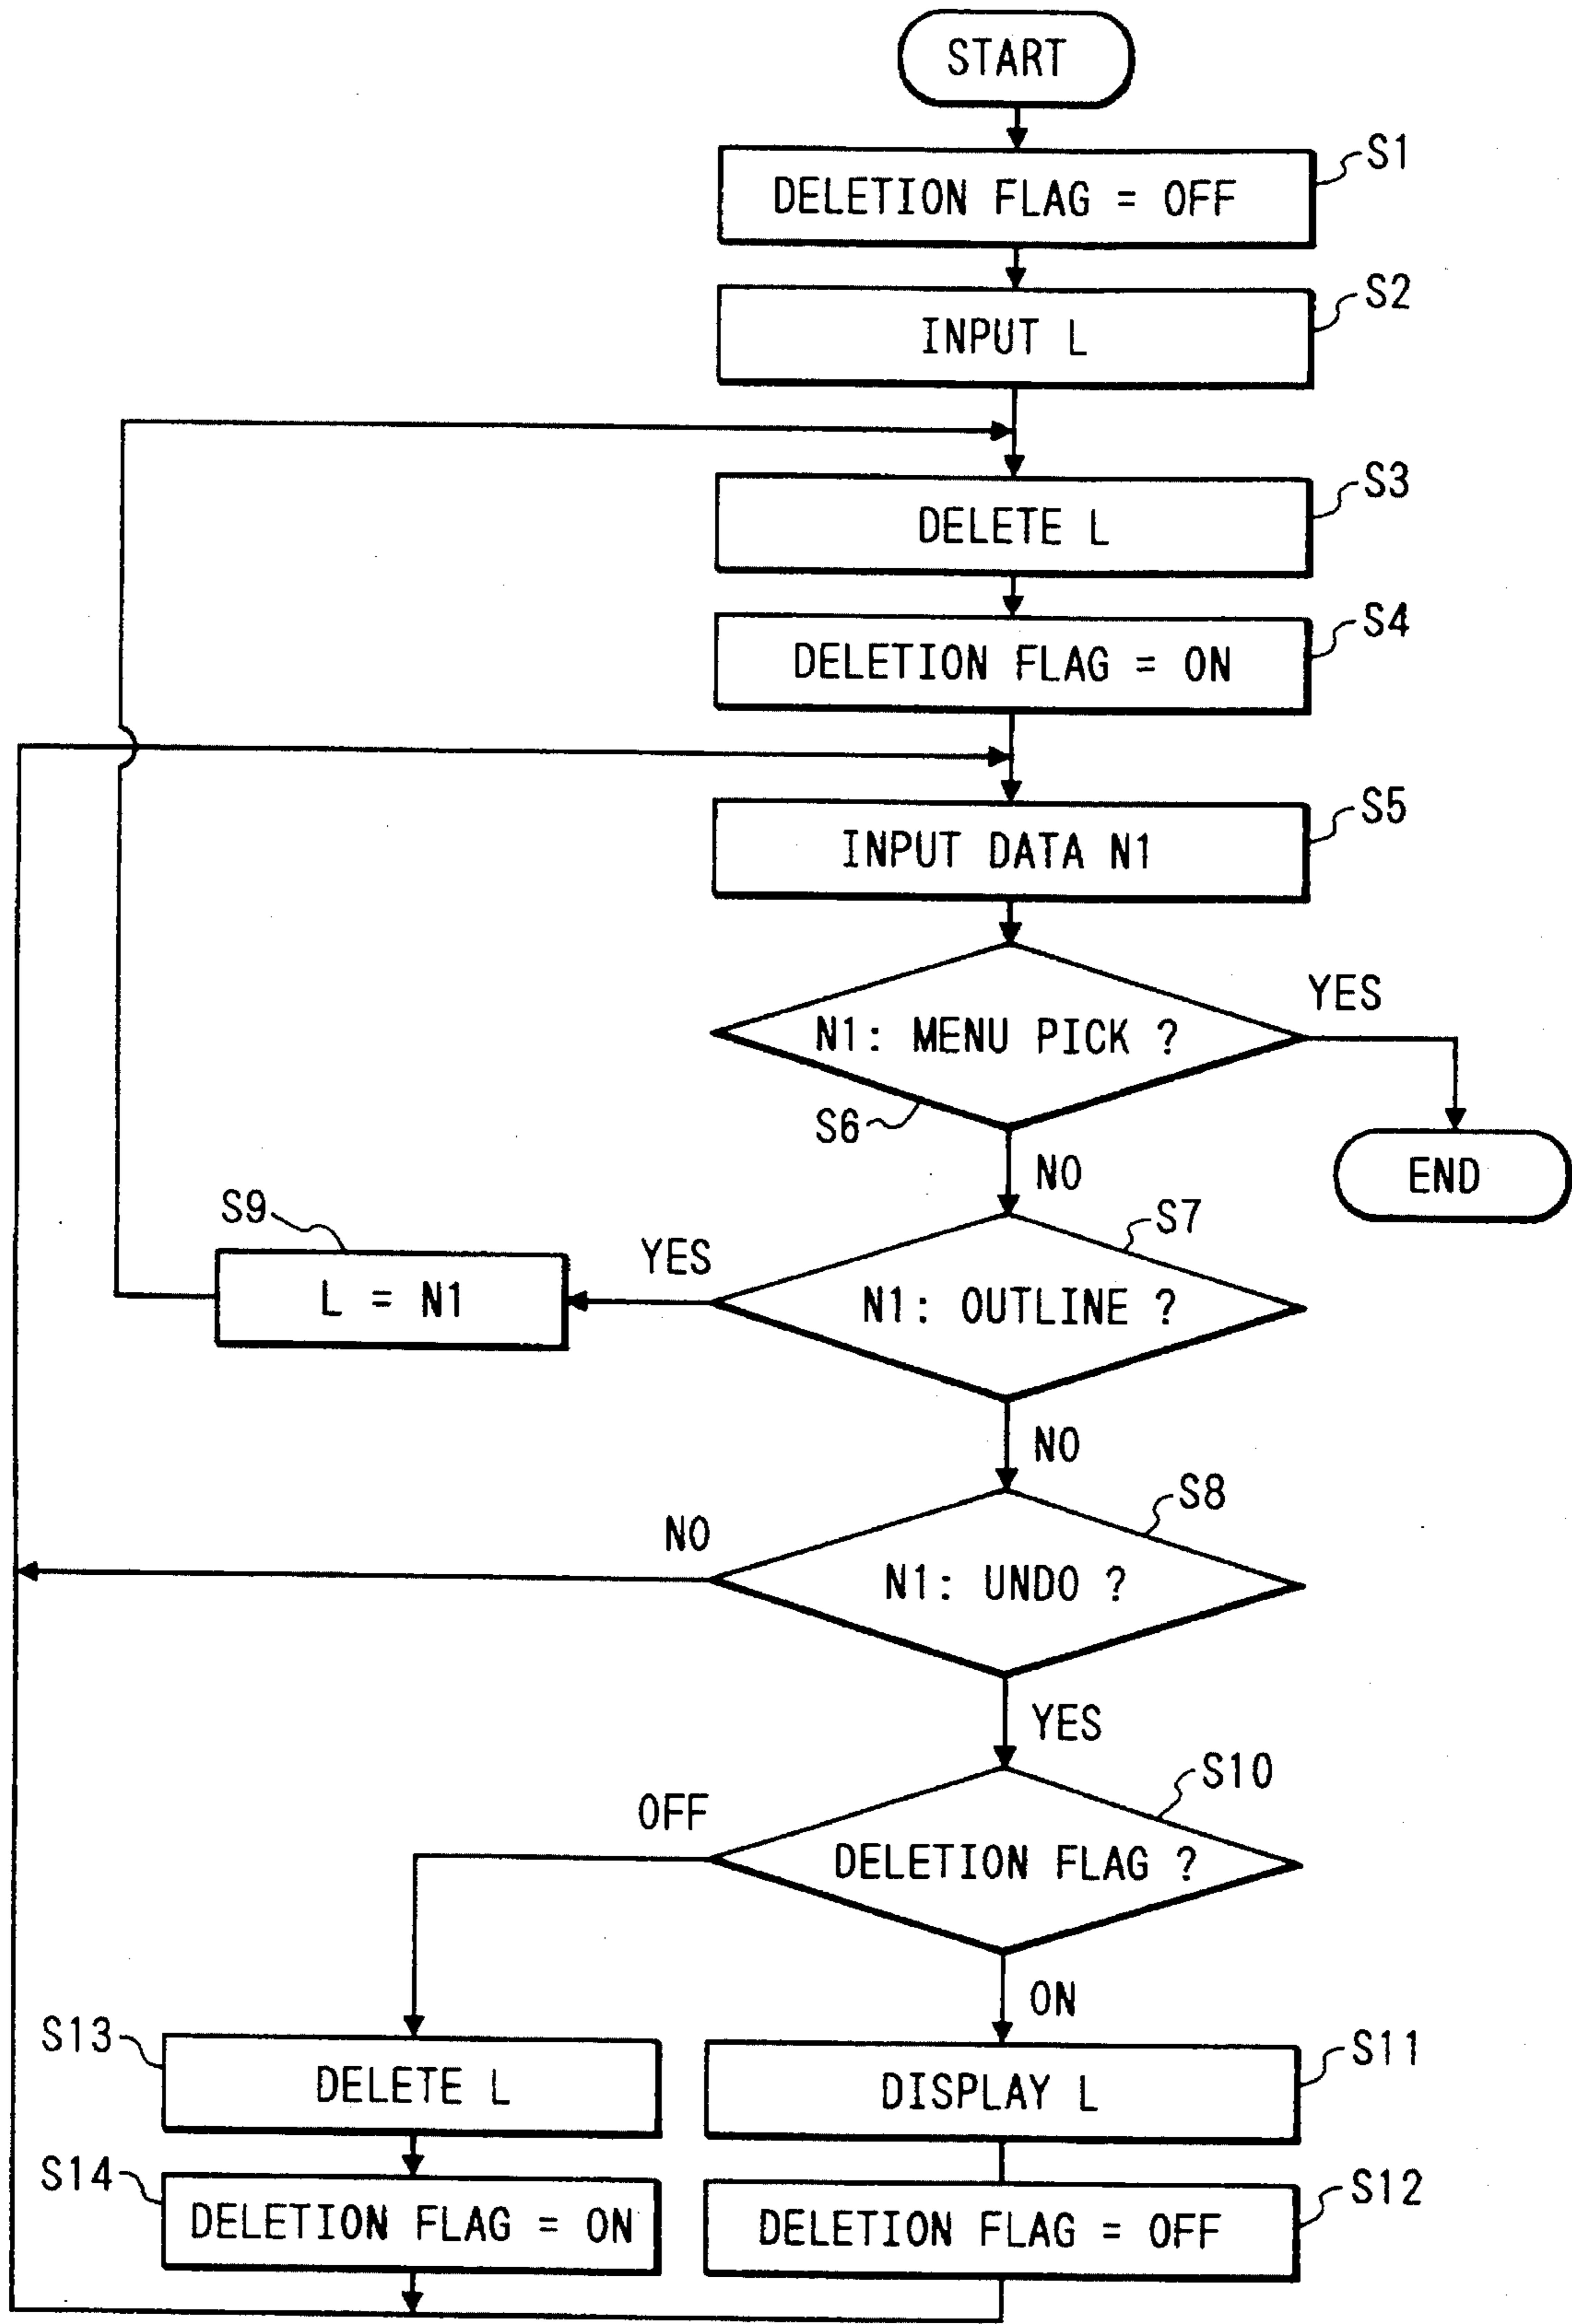 START
S1
DELETION FLAG = OFF
S2
INPUT L
S3
DELETE L
S4
DELETION FLAG = ON
S5
INPUT DATA N1
YES
N1: MENU PICK ?
S6
NO
END
S9
S7
YES
L = N1
N1: OUTLINE ?
NO
S8
NO
N1: UNDO ?
YES
S10
OFF
DELETION FLAG ?
ON
S13
S11
DELETE L
DISPLAY L
S14
S12
DELETION FLAG = ON
DELETION FLAG = OFF